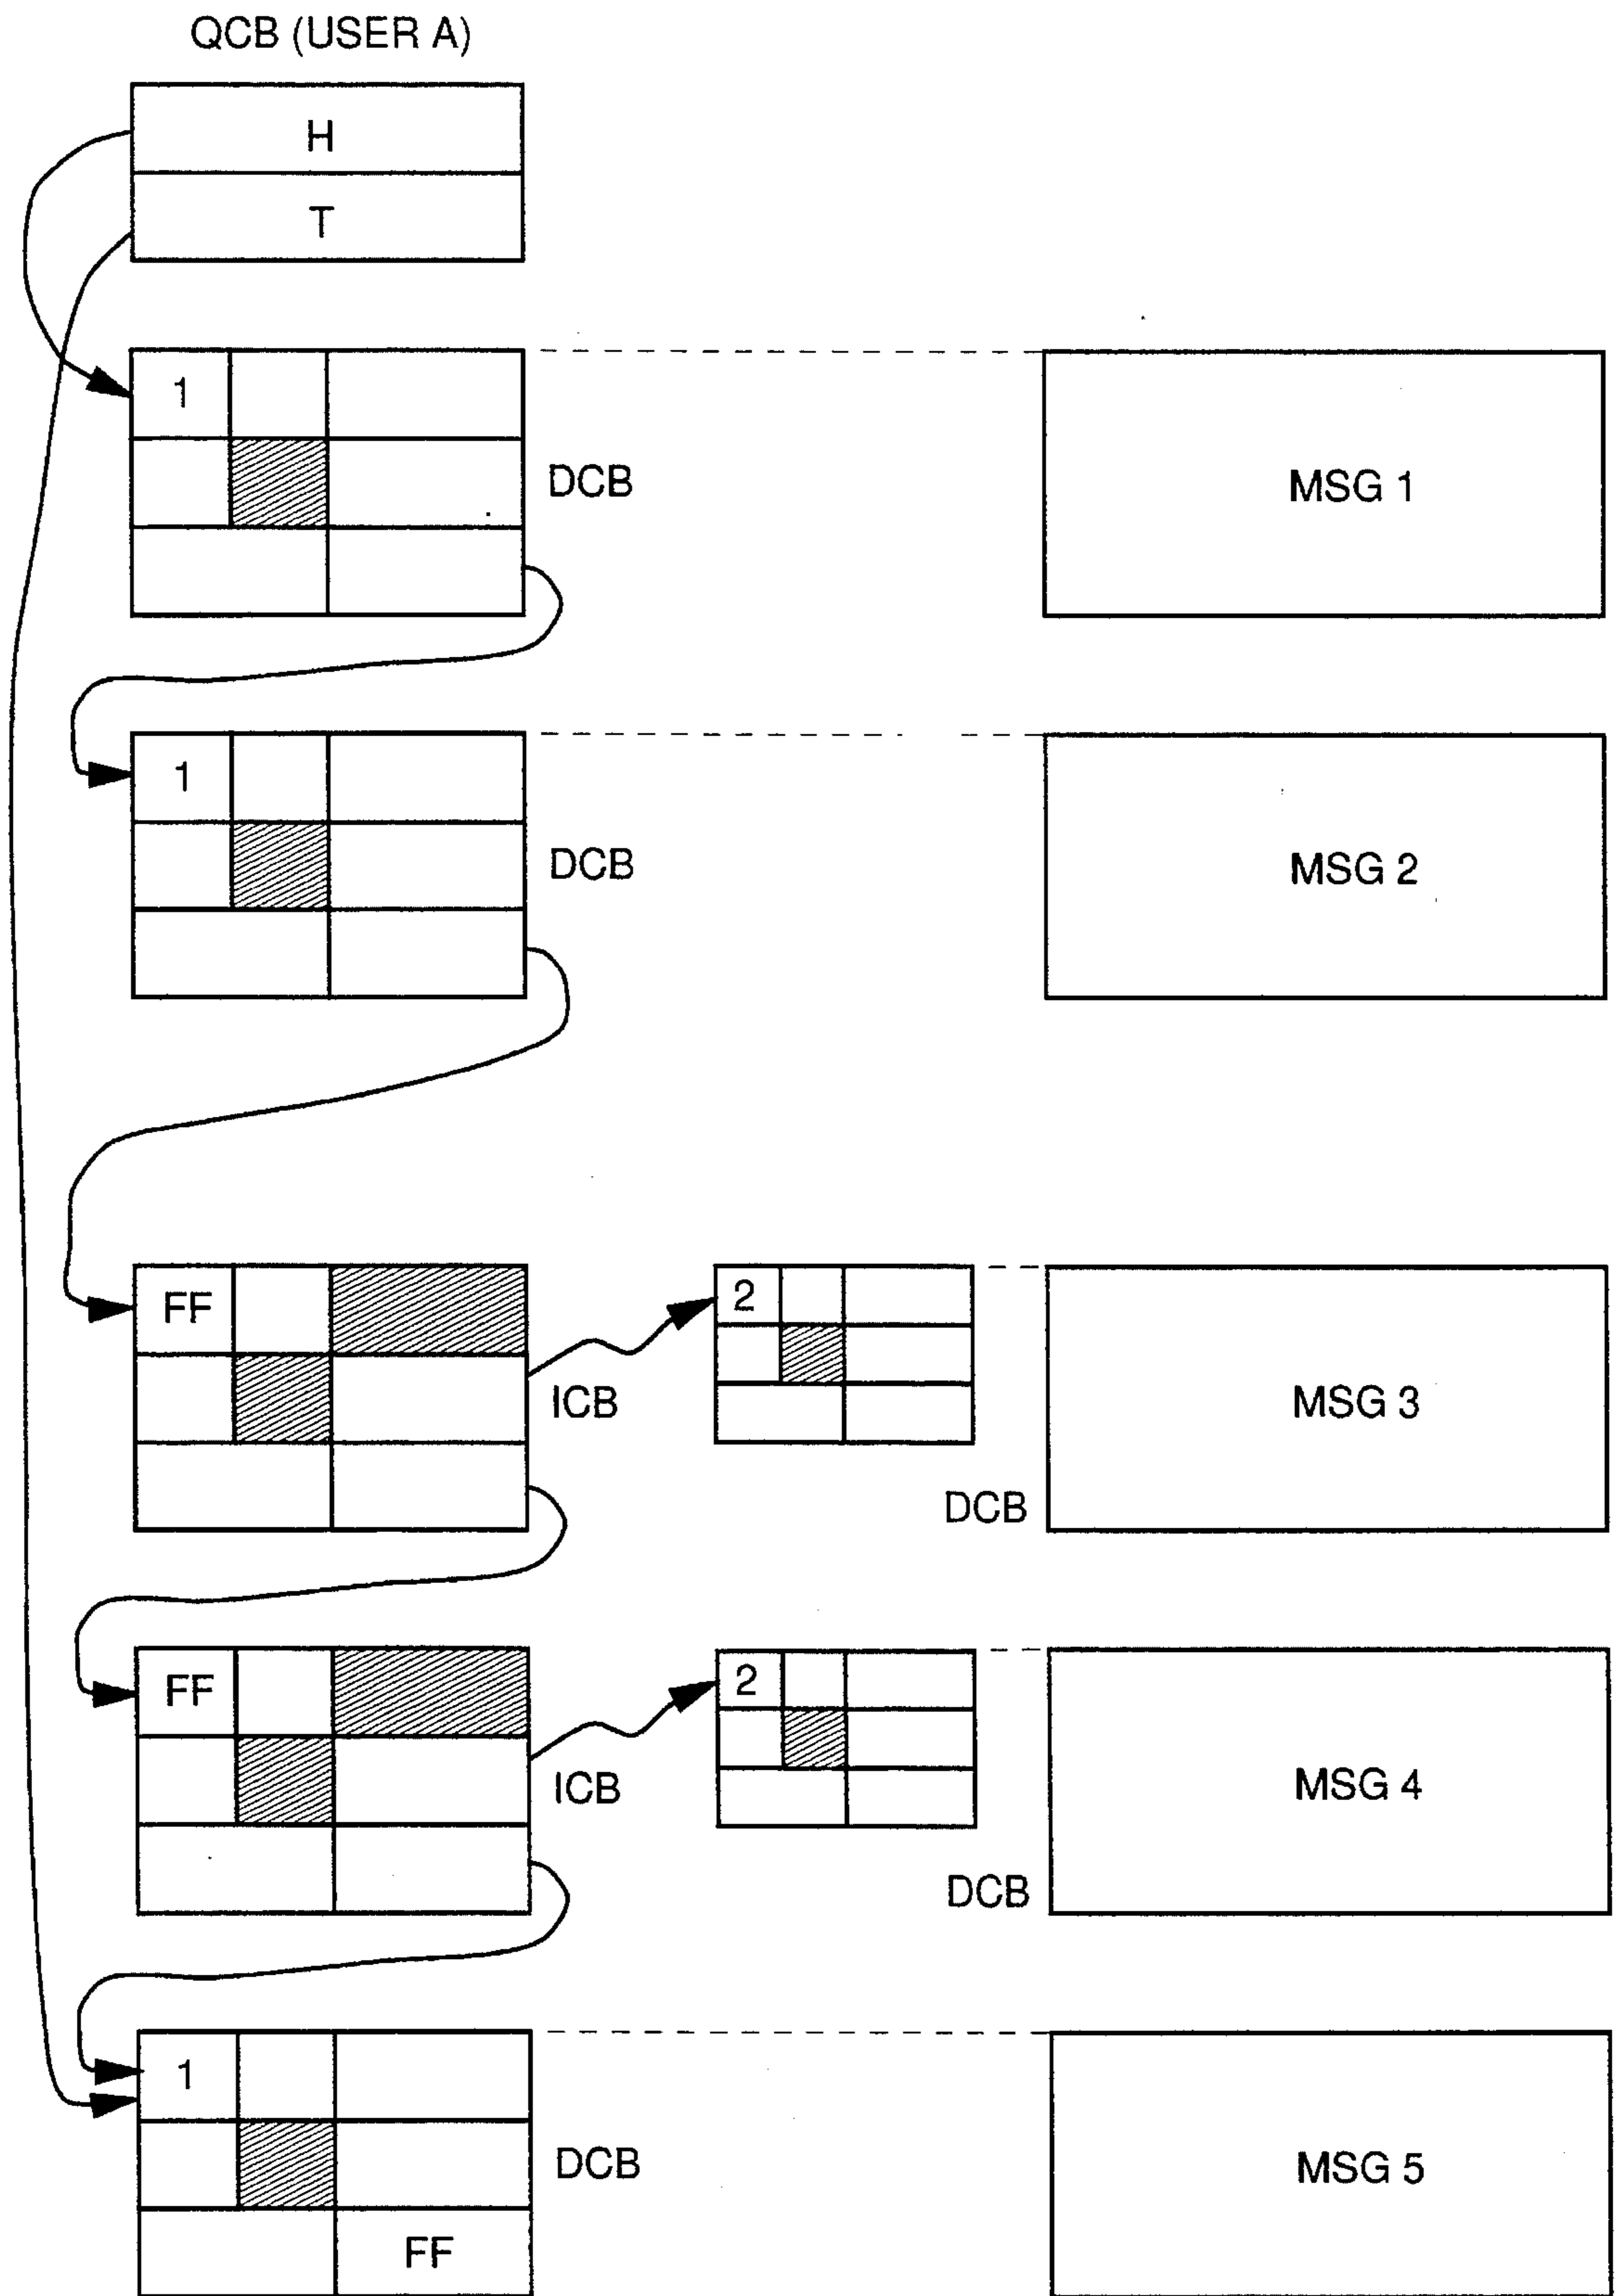 QCB (USER A)
H
T
1
DCB
MSG 1
1
DCB
MSG 2
FF
2
ICB
MSG 3
DCB
FF
2
ICB
MSG 4
DCB
1
DCB
MSG 5
FF